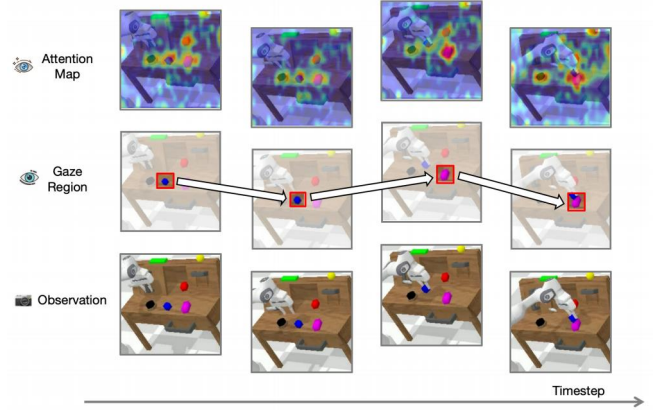 Attention
Map
Gaze
Region
Observation
Timestep